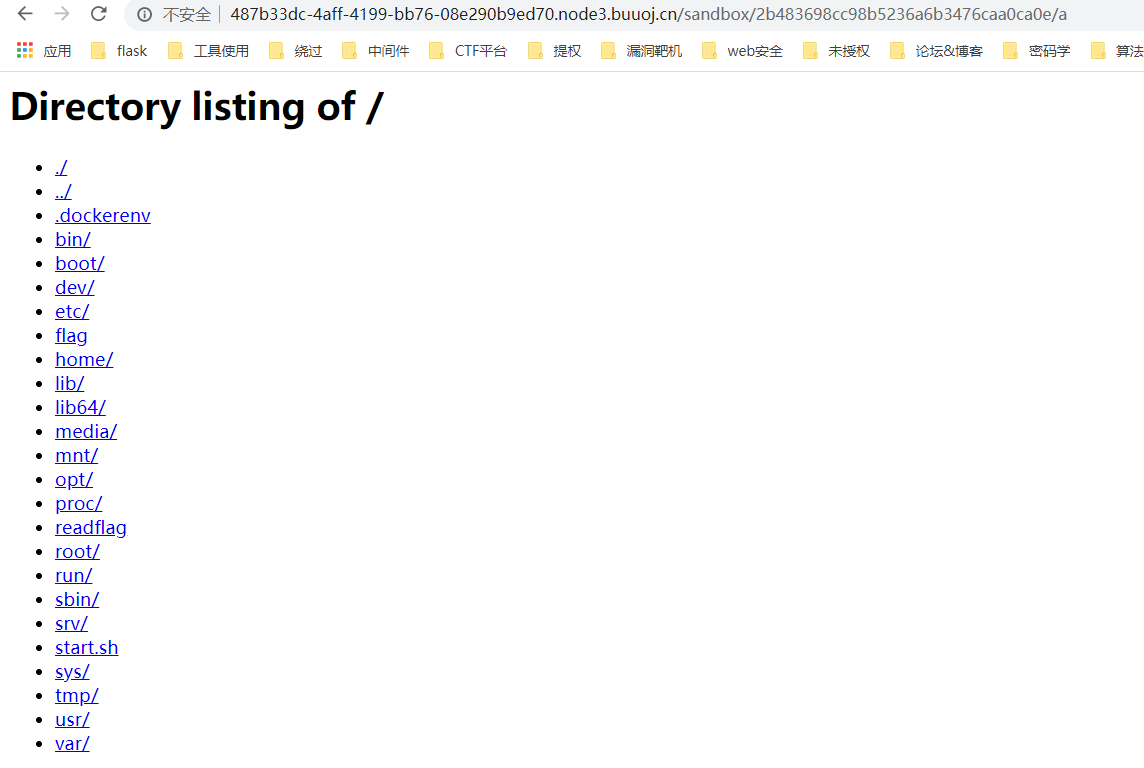 不安全 487b33dc-4aff-4199-bb76-08e290b9ed70.node3.buuoj.cn/sandbox/2b483698cc98b5236a6b3476caa0ca0e/a
应用 flask 工具使用 绕过 中间件 CTF平台 提权 漏洞靶机 web安全 未授权 论坛&博客 密码学 算法
Directory listing of /
./
../
.dockerenv
bin/
boot/
dev/
etc/
flag
home/
lib/
lib64/
media/
mnt/
opt/
proc/
readflag
root/
run/
sbin/
srv/
start.sh
sys/
tmp/
usr/
var/